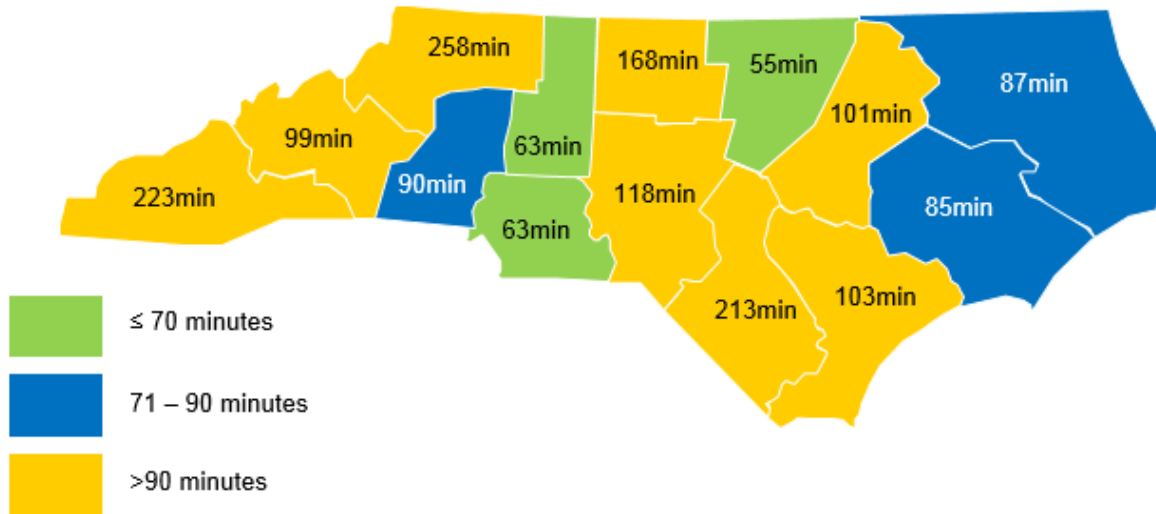 258min
168min
55min
87min
101min
99min
63min
90min
223min
118min
85min
63min
103min
213min
≤ 70 minutes
71 – 90 minutes
>90 minutes